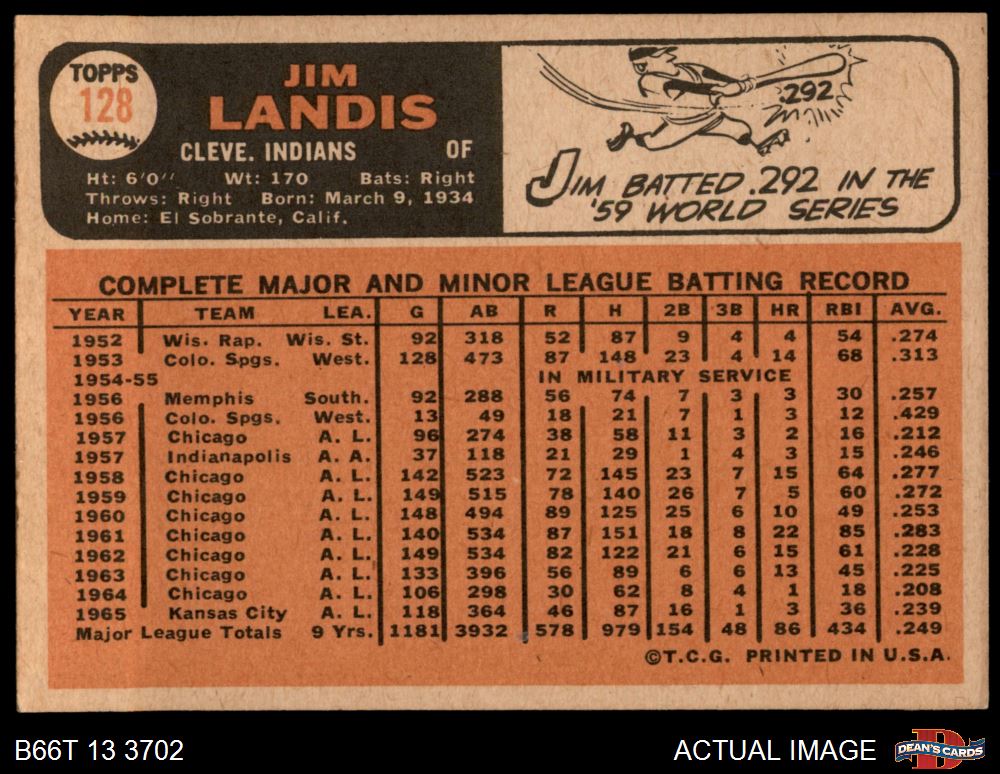 TOPPS
128
JIM
LANDIS
CLEVE. INDIANS OF
Ht: 6'0" Wt: 170 Bats: Right
Throws: Right Born: March 9, 1934
Home: El Sobrante, Calif.
.292
JIM BATTED .292 IN THE
'59 WORLD SERIES
COMPLETE MAJOR AND MINOR LEAGUE BATTING RECORD
YEAR TEAM LEA. G AB R H 2B 3B HR RBI AVG.
1952 Wis. Rap. Wis. St. 92 318 52 87 9 4 4 54 .274
1953 Colo. Spgs. West. 128 473 87 148 23 4 14 68 .313
1954-55 IN MILITARY SERVICE
1956 Memphis South. 92 288 56 74 7 3 3 30 .257
1956 Colo. Spgs. West. 13 49 18 21 7 1 3 12 .429
1957 Chicago A. L. 96 274 38 58 11 3 2 16 .212
1957 Indianapolis A. A. 37 118 21 29 1 4 3 15 .246
1958 Chicago A. L. 142 523 72 145 23 7 15 64 .277
1959 Chicago A. L. 149 515 78 140 26 7 5 60 .272
1960 Chicago A. L. 148 494 89 125 25 6 10 49 .253
1961 Chicago A. L. 140 534 87 151 18 8 22 85 .283
1962 Chicago A. L. 149 534 82 122 21 6 15 61 .228
1963 Chicago A. L. 133 396 56 89 6 6 13 45 .225
1964 Chicago A. L. 106 298 30 62 8 4 1 18 .208
1965 Kansas City A. L. 118 364 46 87 16 1 3 36 .239
Major League Totals 9 Yrs. 1181 3932 578 979 154 48 86 434 .249
©T.C.G. PRINTED IN U.S.A.
B66T 13 3702
ACTUAL IMAGE
DEAN'S CARDS